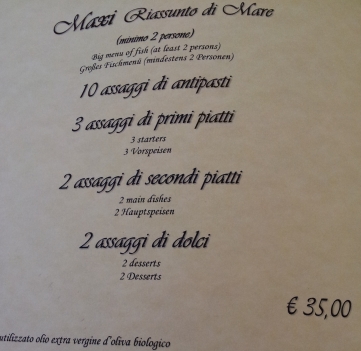 Maxi Riassunto di Mare
(minimo 2 persone)
Big menu of fish (at least 2 persons)
Großes Fischmenü (mindestens 2 Personen)
10 assaggi di antipasti
3 assaggi di primi piatti
3 starters
3 Vorspeisen
2 assaggi di secondi piatti
2 main dishes
2 Hauptspeisen
2 assaggi di dolci
2 desserts
2 Desserts
€ 35,00
utilizzato olio extra vergine d'oliva biologico